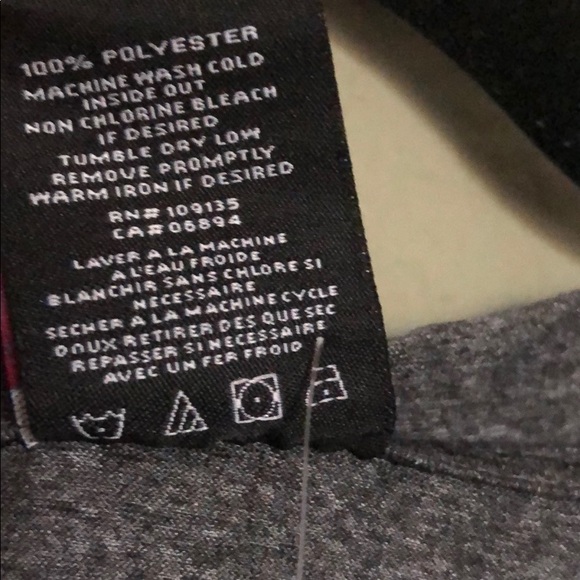 100% POLYESTER
MACHINE WASH COLD
INSIDE OUT
NON CHLORINE BLEACH
IF DESIRED
TUMBLE DRY LOW
REMOVE PROMPTLY
WARM IRON IF DESIRED
RN# 109135
CA# 06894
LAVER A LA MACHINE
A L'EAU FROIDE
BLANCHIR SANS CHLORE SI
NECESSAIRE
SECHER A LA MACHINE CYCLE
DOUX RETIRER DES QUE SEC
REPASSER SI NECESSAIRE
AVEC UN FER FROID